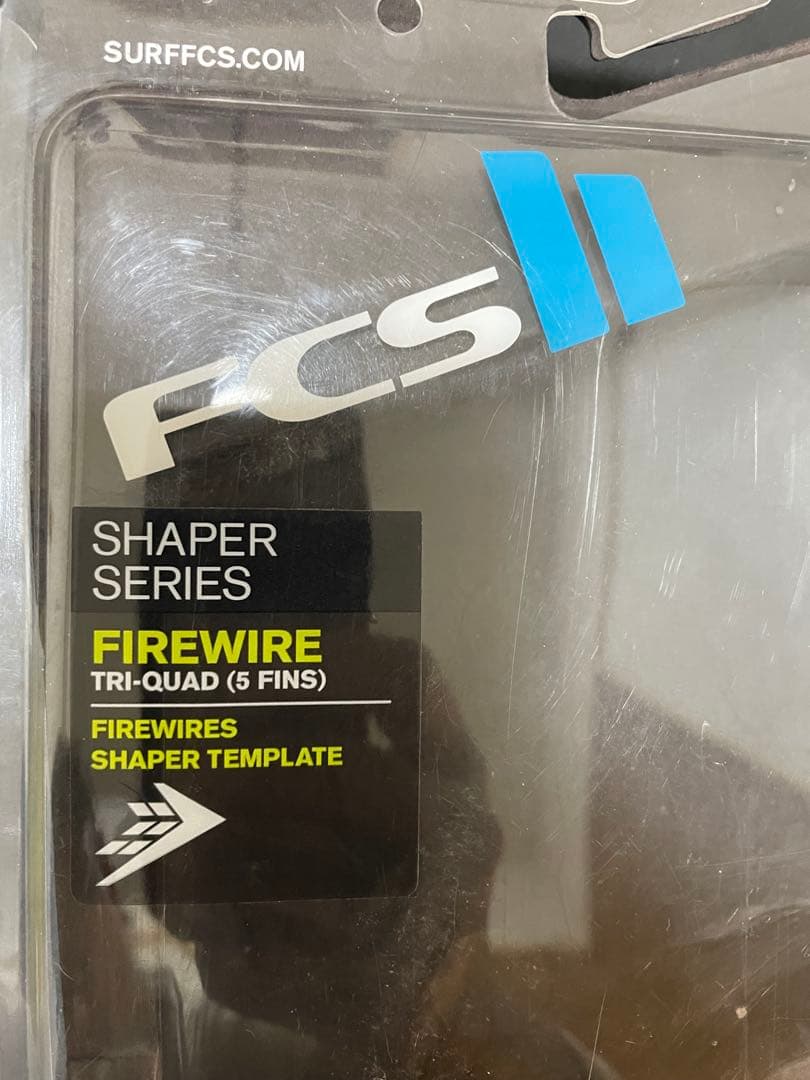 SURFFCS.COM
FCS II
SHAPER
SERIES
FIREWIRE
TRI-QUAD (5 FINS)
FIREWIRES
SHAPER TEMPLATE